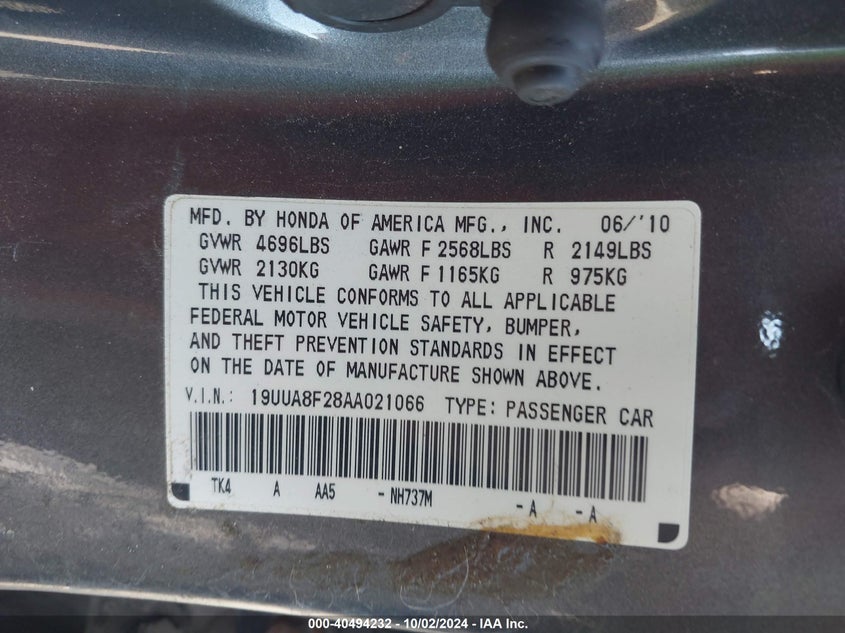 MFD. BY HONDA OF AMERICA MFG., INC. 06/'10
GVWR 4696LBS GAWR F 2568LBS R 2149LBS
GVWR 2130KG GAWR F 1165KG R 975KG
THIS VEHICLE CONFORMS TO ALL APPLICABLE
FEDERAL MOTOR VEHICLE SAFETY, BUMPER,
AND THEFT PREVENTION STANDARDS IN EFFECT
ON THE DATE OF MANUFACTURE SHOWN ABOVE.
V.I.N.: 19UUA8F28AA021066 TYPE: PASSENGER CAR
TK4 A AA5 - NH737M - A - A
000-40494232 - 10/02/2024 - IAA Inc.